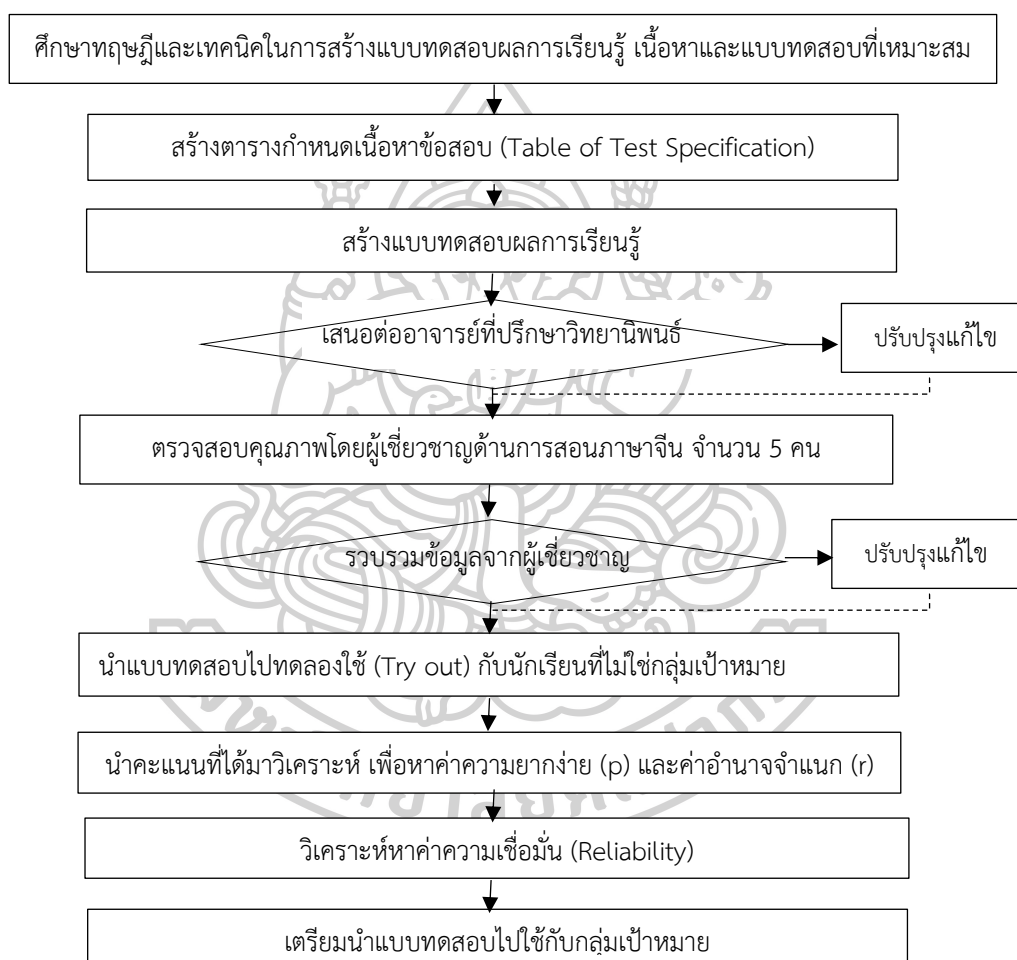 ศึกษาทฤษฎีและเทคนิคในการสร้างแบบทดสอบผลการเรียนรู้ เนื้อหาและแบบทดสอบที่เหมาะสม
สร้างตารางกำหนดเนื้อหาข้อสอบ (Table of Test Specification)
สร้างแบบทดสอบผลการเรียนรู้
เสนอต่ออาจารย์ที่ปรึกษาวิทยานิพนธ์
ปรับปรุงแก้ไข
ตรวจสอบคุณภาพโดยผู้เชี่ยวชาญด้านการสอนภาษาจีน จำนวน 5 คน
รวบรวมข้อมูลจากผู้เชี่ยวชาญ
ปรับปรุงแก้ไข
นำแบบทดสอบไปทดลองใช้ (Try out) กับนักเรียนที่ไม่ใช่กลุ่มเป้าหมาย
นำคะแนนที่ได้มาวิเคราะห์ เพื่อหาค่าความยากง่าย (p) และค่าอำนาจจำแนก (r)
วิเคราะห์หาค่าความเชื่อมั่น (Reliability)
เตรียมนำแบบทดสอบไปใช้กับกลุ่มเป้าหมาย